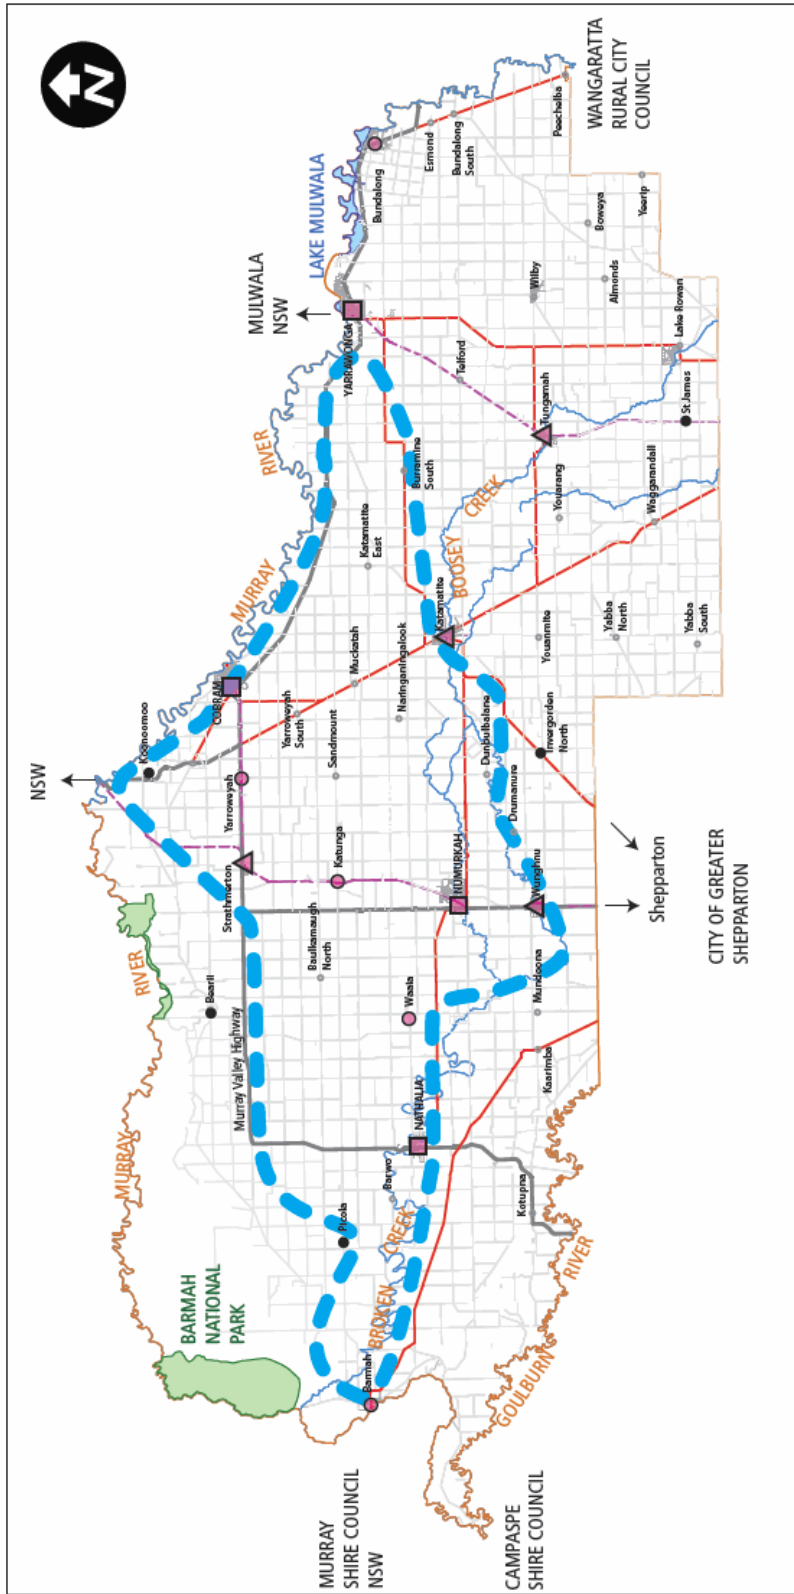 N
WANGARATTA
RURAL CITY
COUNCIL
Peechelba
Esmond
Bundalong
South
Bundalong
LAKE MULWALA
MULWALA
NSW
YARRAWONGA
Yeerip
Boweya
Almonds
Wilby
Lake Rowan
Telford
Tungamah
St James
RIVER
MURRAY
Burramine
South
CREEK
BOOSEY
Youarang
Waggarandall
Katamatite
East
Katamatite
Youanmite
Yabba
North
Yabba
South
COBRAM
Muckatah
Naringaningalook
Koonoomoo
NSW
Yarroweyah
South
Sandmount
Yarroweyah
Dunbulbalane
Invergorden
North
Drumanure
Strathmerton
Katunga
NUMURKAH
Wunghnu
Shepparton
CITY OF GREATER
SHEPPARTON
RIVER
Bearii
Baulkamaugh
North
Waaia
Mundoona
Kaarimba
Murray Valley Highway
MURRAY
NATHALIA
Barwo
Kotupna
Picola
CREEK
BROKEN
RIVER
GOULBURN
BARMAH
NATIONAL
PARK
Barmah
MURRAY
SHIRE COUNCIL
NSW
CAMPASPE
SHIRE COUNCIL